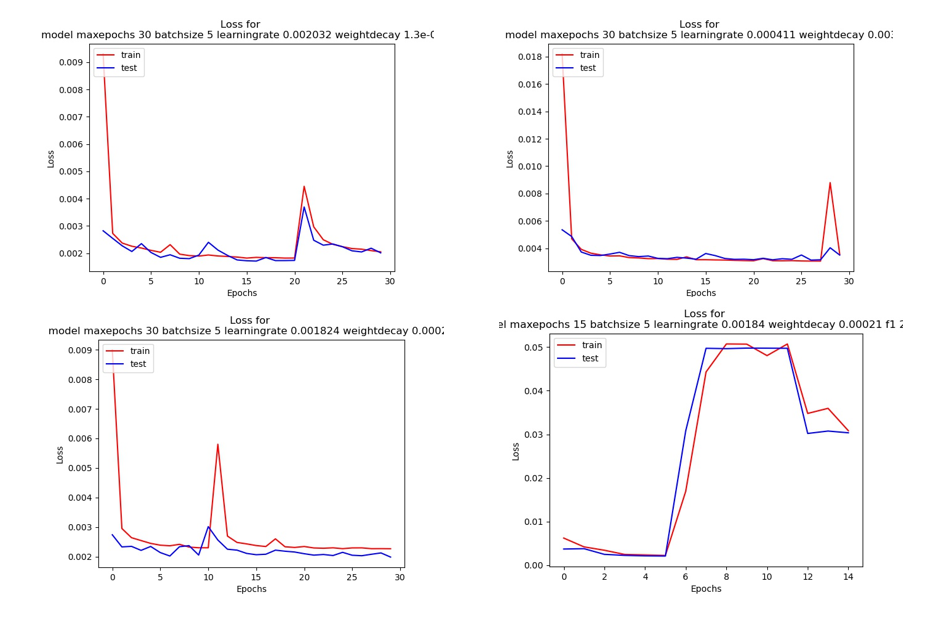 Loss for
model maxepochs 30 batchsize 5 learningrate 0.002032 weightdecay 1.3e-0
train
test
0.009
0.008
0.007
0.006
0.005
0.004
0.003
0.002
Loss
0 5 10 15 20 25 30
Epochs
Loss for
model maxepochs 30 batchsize 5 learningrate 0.000411 weightdecay 0.003
train
test
0.018
0.016
0.014
0.012
0.010
0.008
0.006
0.004
Loss
0 5 10 15 20 25 30
Epochs
Loss for
model maxepochs 30 batchsize 5 learningrate 0.001824 weightdecay 0.0002
train
test
0.009
0.008
0.007
0.006
0.005
0.004
0.003
0.002
Loss
0 5 10 15 20 25 30
Epochs
Loss for
el maxepochs 15 batchsize 5 learningrate 0.00184 weightdecay 0.00021 f1 2
train
test
0.05
0.04
0.03
0.02
0.01
0.00
Loss
0 2 4 6 8 10 12 14
Epochs